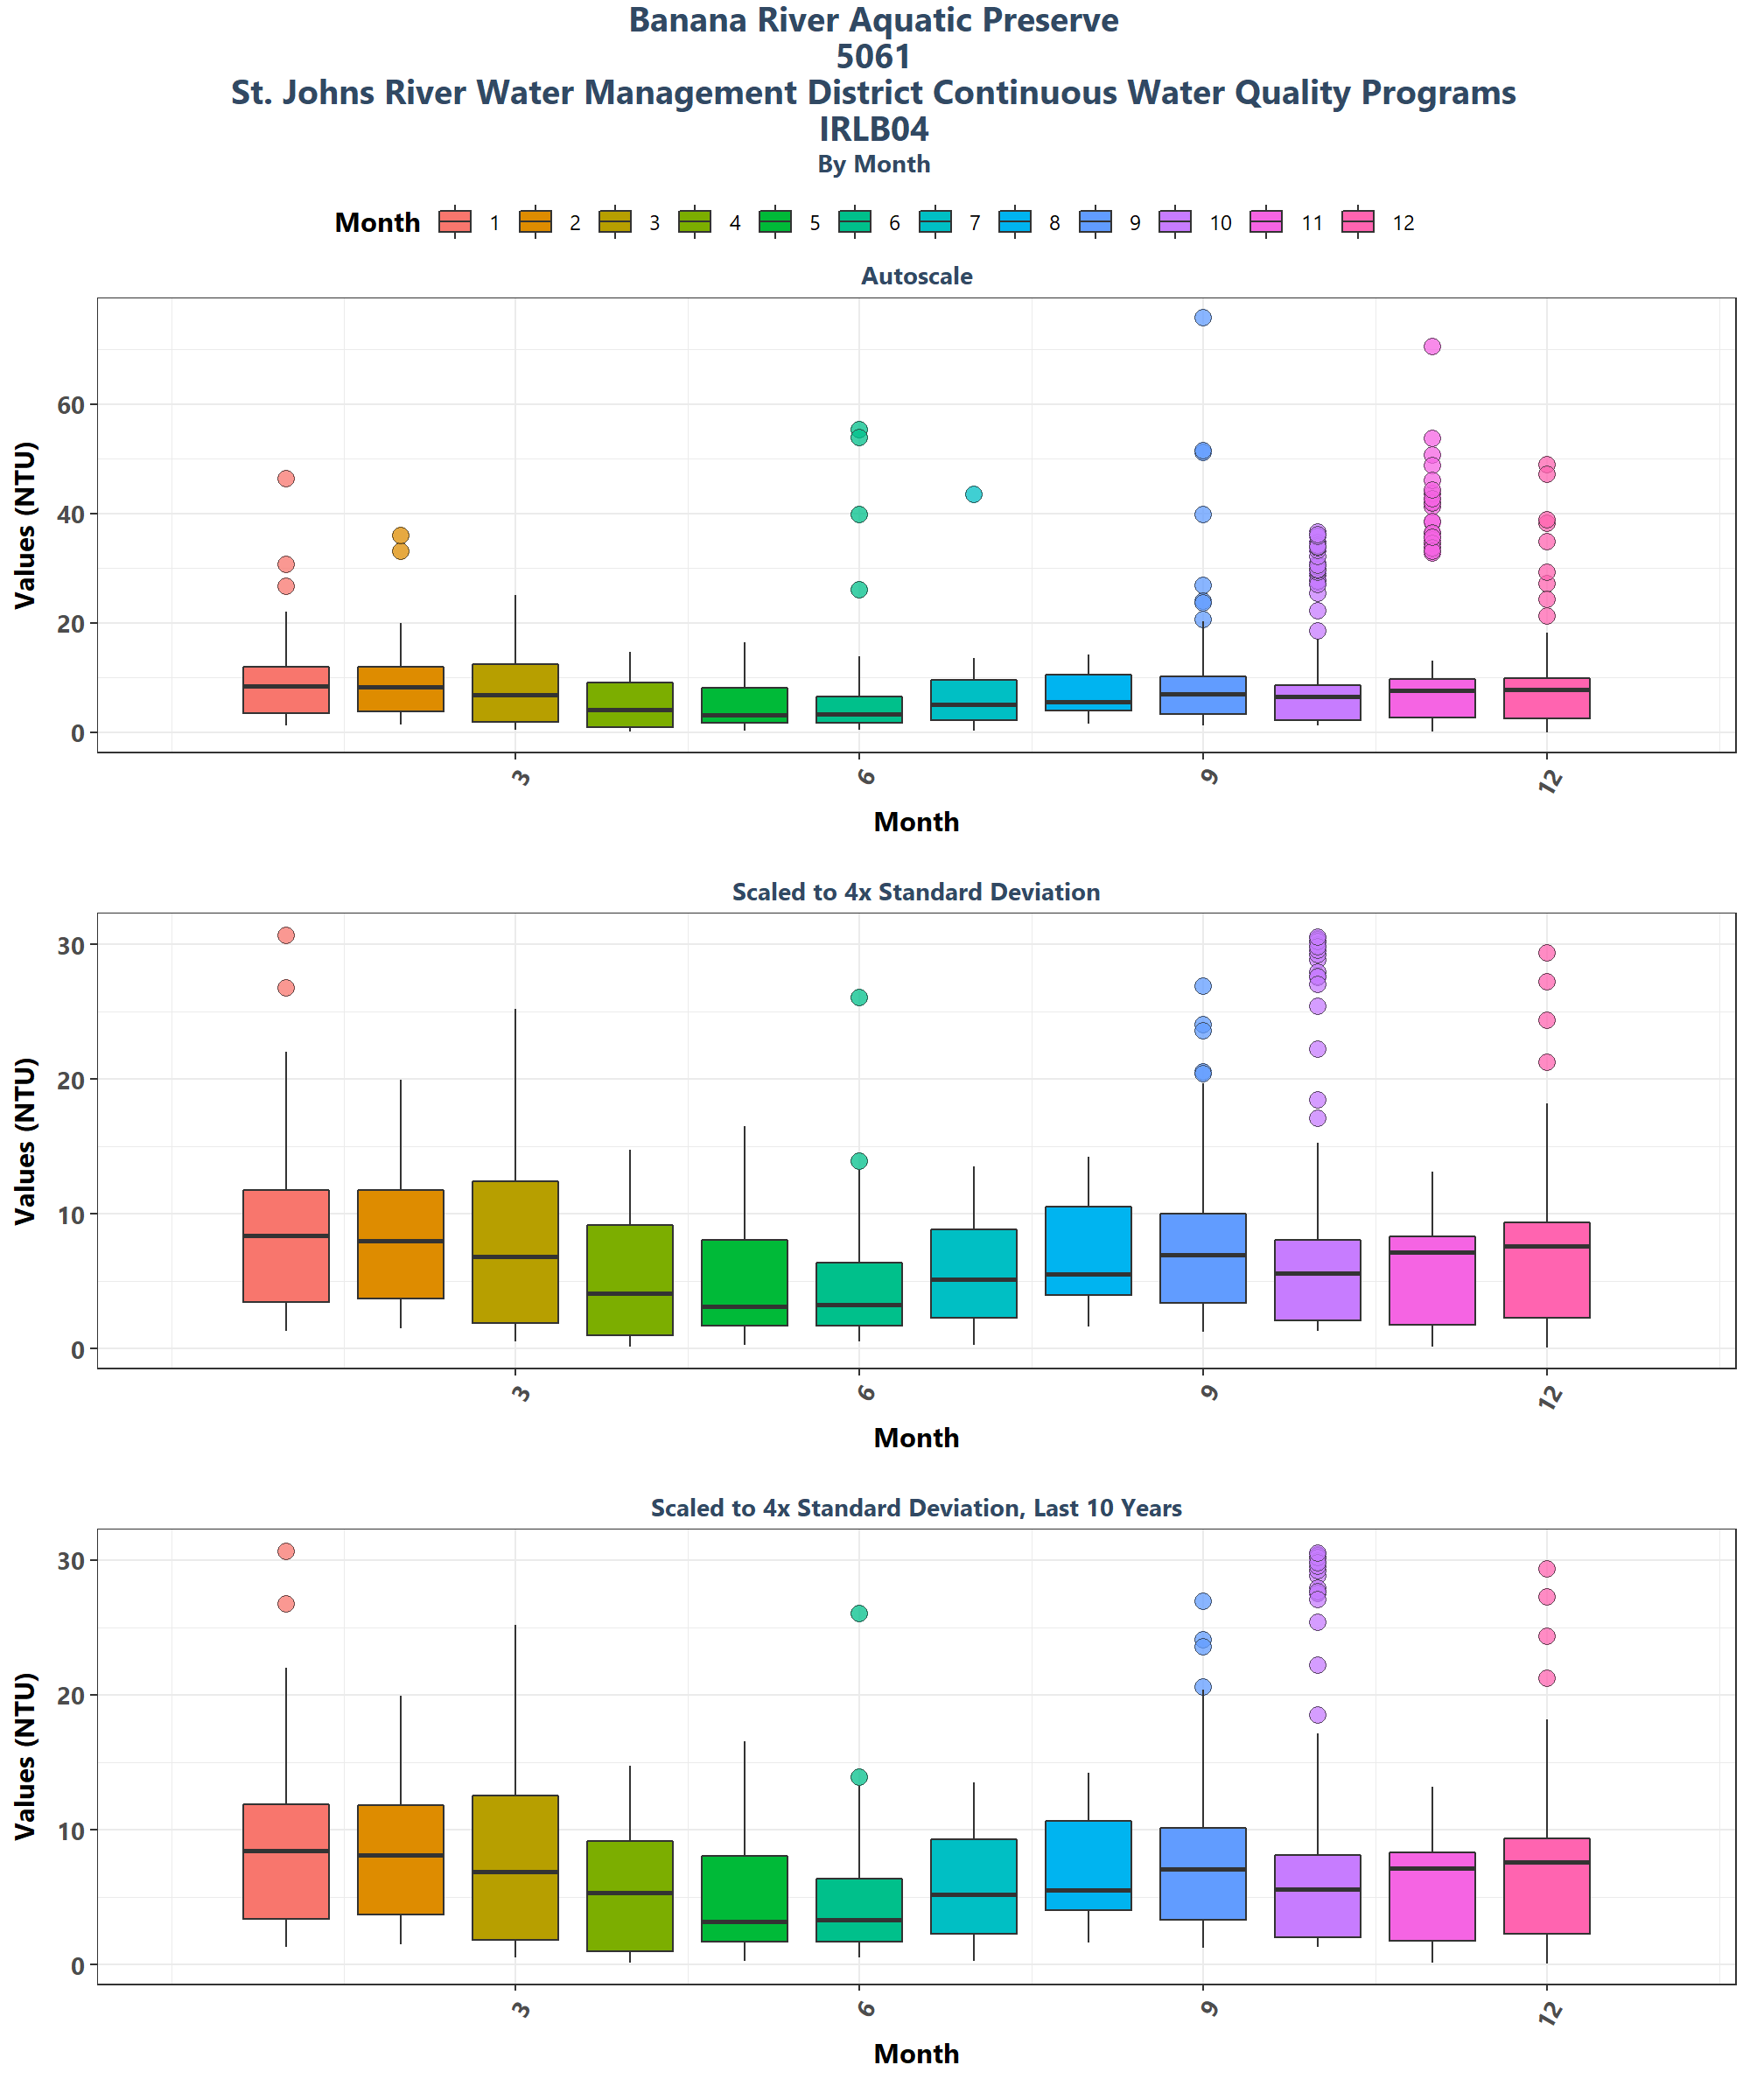 Banana River Aquatic Preserve
5061
St. Johns River Water Management District Continuous Water Quality Programs
IRLB04
By Month
Month 1 2 3 4 5 6 7 8 9 10 11 12
Autoscale
Values (NTU)
60
40
20
0
3 6 9 12
Month
Scaled to 4x Standard Deviation
Values (NTU)
30
20
10
0
3 6 9 12
Month
Scaled to 4x Standard Deviation, Last 10 Years
Values (NTU)
30
20
10
0
3 6 9 12
Month